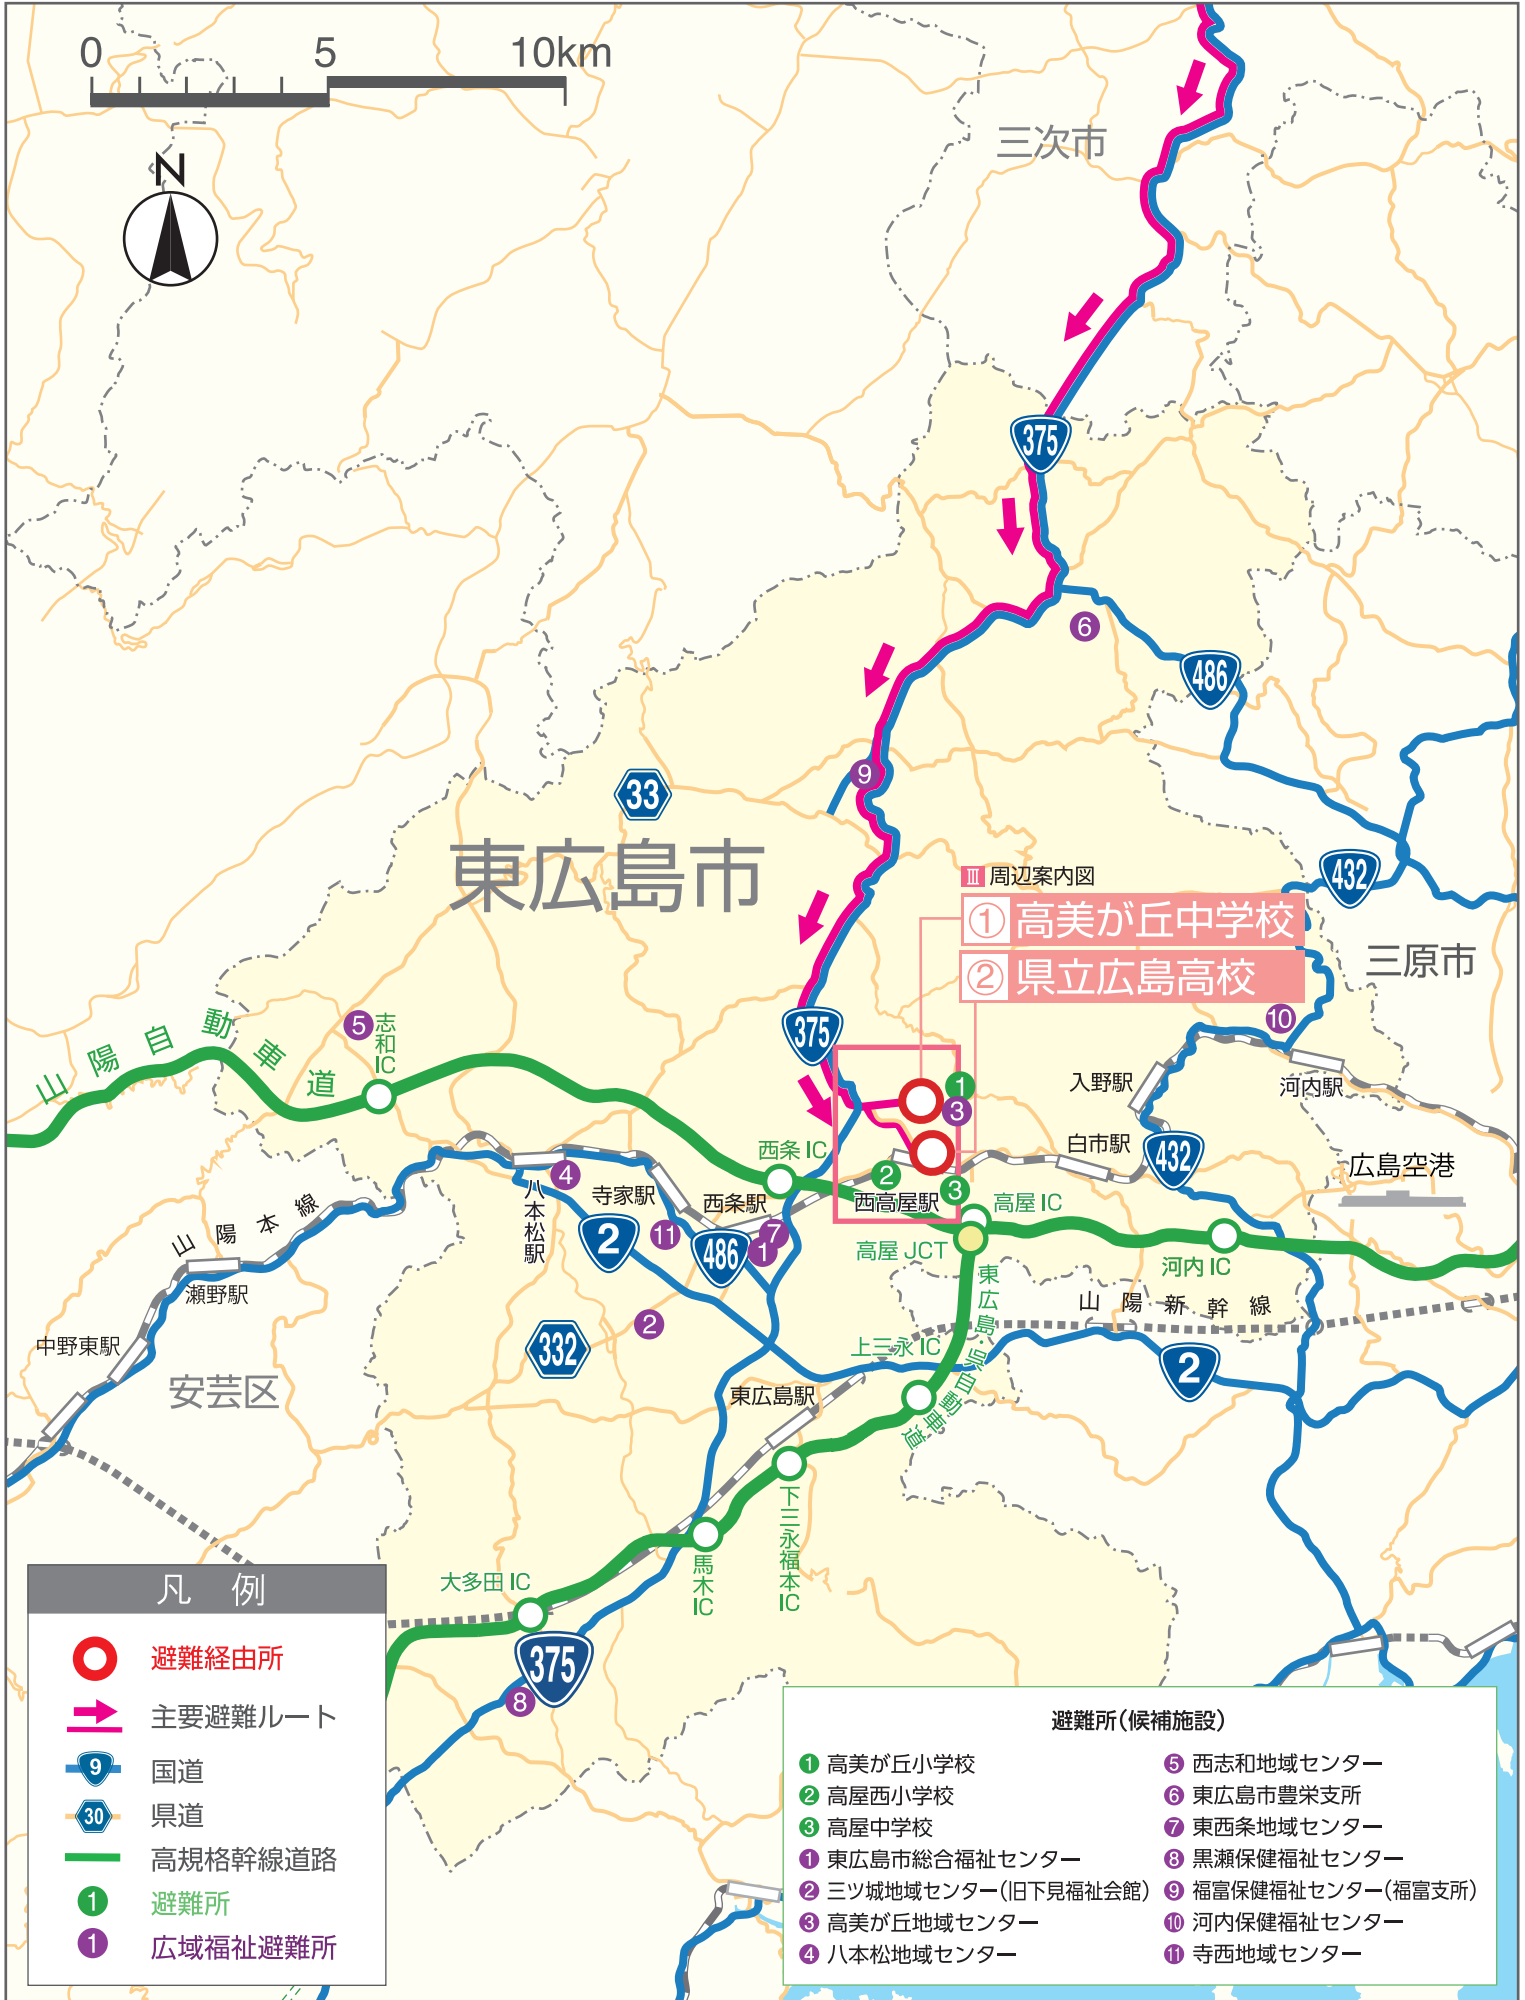 0 5 10km
N
三次市
375
6
486
9
33
東広島市
432
Ⅲ 周辺案内図
① 高美が丘中学校
② 県立広島高校
三原市
375
10
5
志和IC
山陽自動車道
入野駅
河内駅
1
3
白市駅
432
広島空港
西条 IC
2
西高屋駅
3
高屋 IC
4
八本松駅
寺家駅
西条駅
山陽本線
2
11
486
7
1
高屋 JCT
河内 IC
瀬野駅
東広島・呉自動車道
山陽新幹線
中野東駅
2
332
上三永 IC
2
安芸区
東広島駅
下三永福本IC
馬木IC
大多田 IC
375
8
凡 例
避難経由所
主要避難ルート
9 国道
30 県道
高規格幹線道路
1 避難所
1 広域福祉避難所
避難所(候補施設)
1 高美が丘小学校
2 高屋西小学校
3 高屋中学校
1 東広島市総合福祉センター
2 三ツ城地域センター(旧下見福祉会館)
3 高美が丘地域センター
4 八本松地域センター
5 西志和地域センター
6 東広島市豊栄支所
7 東西条地域センター
8 黒瀬保健福祉センター
9 福富保健福祉センター(福富支所)
10 河内保健福祉センター
11 寺西地域センター